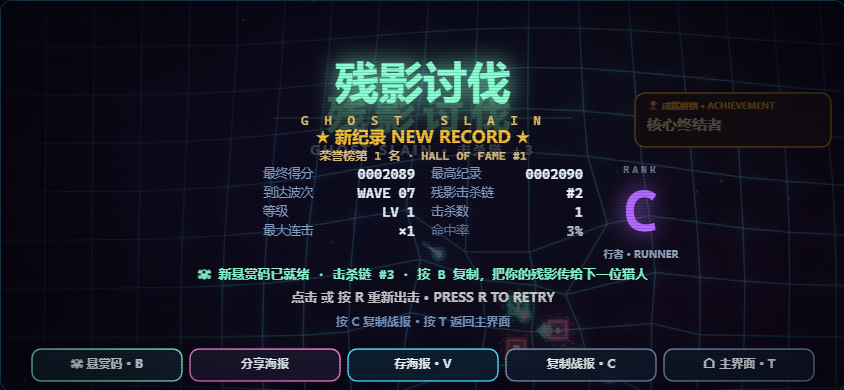 残影讨伐
GHOST SLAIN
★ 新纪录 NEW RECORD ★
荣誉榜第 1 名 · HALL OF FAME #1
成就解锁 • ACHIEVEMENT
核心终结者
最终得分 0002089 最高纪录 0002090
到达波次 WAVE 07 残影击杀链 #2
等级 LV 1 击杀数 1
最大连击 ×1 命中率 3%
RANK
C
行者 • RUNNER
新悬赏码已就绪 · 击杀链 #3 · 按 B 复制，把你的残影传给下一位猎人
点击 或 按 R 重新出击 • PRESS R TO RETRY
按 C 复制战报 • 按 T 返回主界面
悬赏码 • B
分享海报
存海报 • V
复制战报 • C
主界面 • T